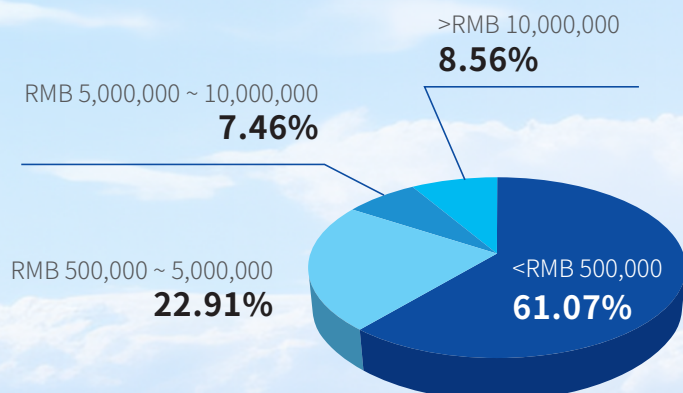 >RMB 10,000,000
8.56%
RMB 5,000,000 ~ 10,000,000
7.46%
RMB 500,000 ~ 5,000,000
22.91%
<RMB 500,000
61.07%